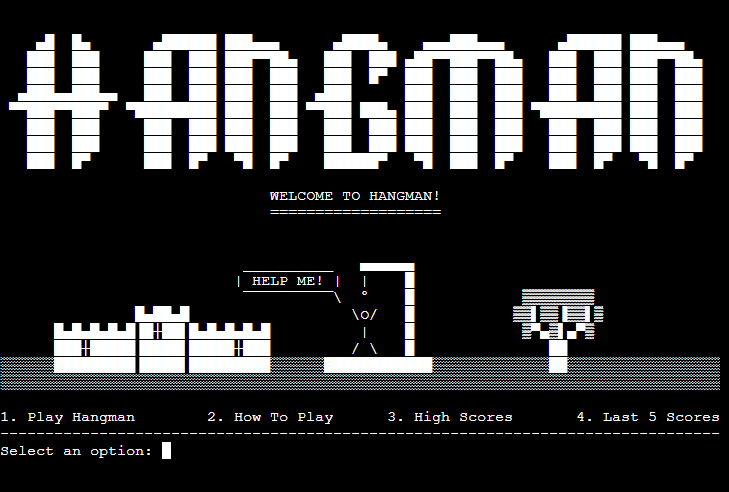 HANGMAN
WELCOME TO HANGMAN!
===================
HELP ME!
1. Play Hangman 2. How To Play 3. High Scores 4. Last 5 Scores
Select an option: